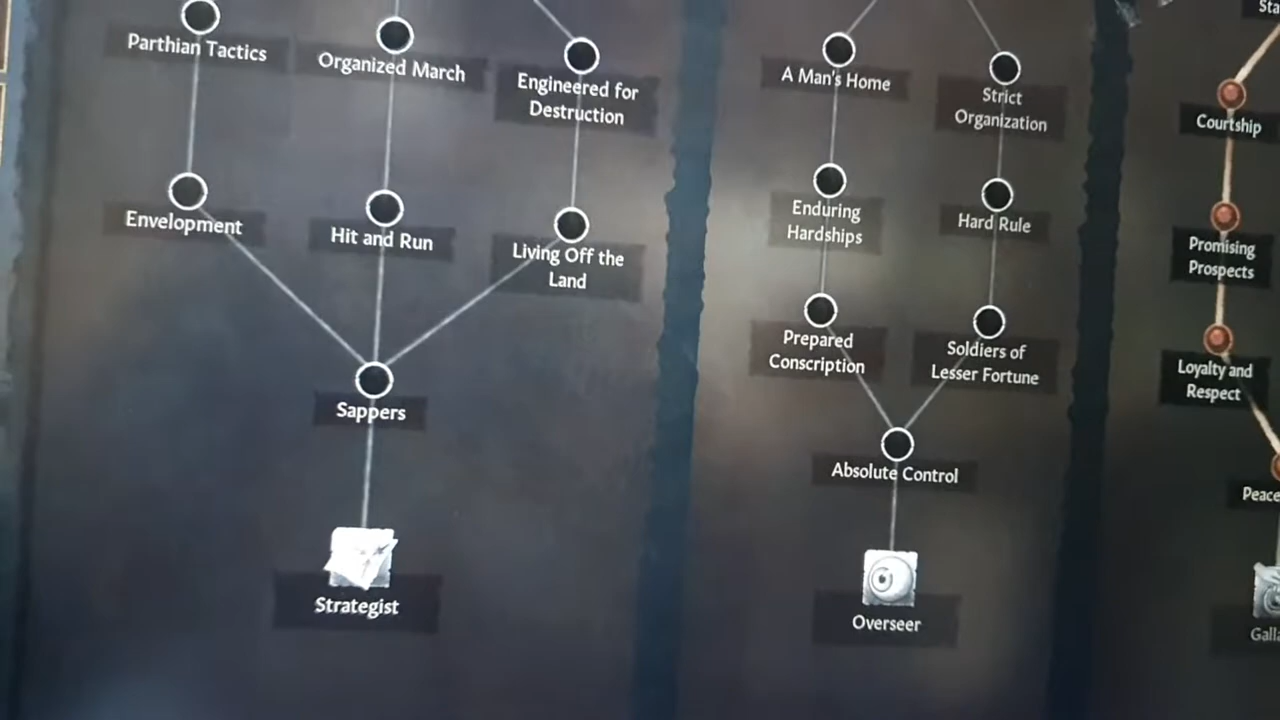 Parthian Tactics
Organized March
Engineered for
Destruction
A Man's Home
Strict
Organization
Courtship
Envelopment
Hit and Run
Living Off the
Land
Enduring
Hardships
Hard Rule
Promising
Prospects
Prepared
Conscription
Soldiers of
Lesser Fortune
Loyalty and
Respect
Sappers
Absolute Control
Peace
Strategist
Overseer